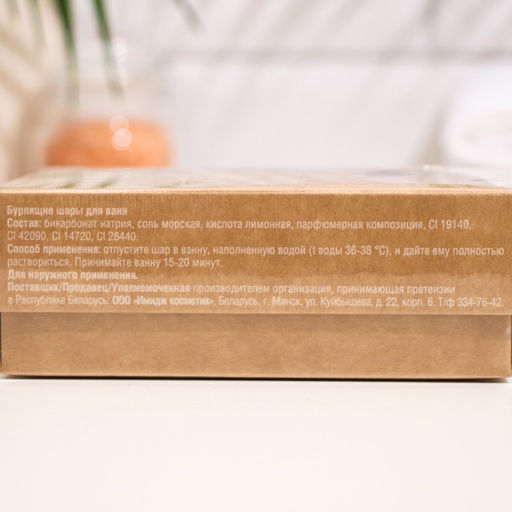 Бурлящие шары для ванн
Состав: бикарбонат натрия, соль морская, кислота лимонная, парфюмерная композиция, CI 19140,
CI 42090, CI 14720, CI 28440.
Способ применения: отпустите шар в ванну, наполненную водой (t воды 36-38 °С), и дайте ему полностью
раствориться. Принимайте ванну 15-20 минут.
Для наружного применения.
Поставщик/Продавец/Уполномоченная производителем организация, принимающая претензии
в Республике Беларусь: ООО «Имидж косметик», Беларусь, г. Минск, ул. Куйбышева, д. 22, корп. 6. Т/ф 334-76-42.